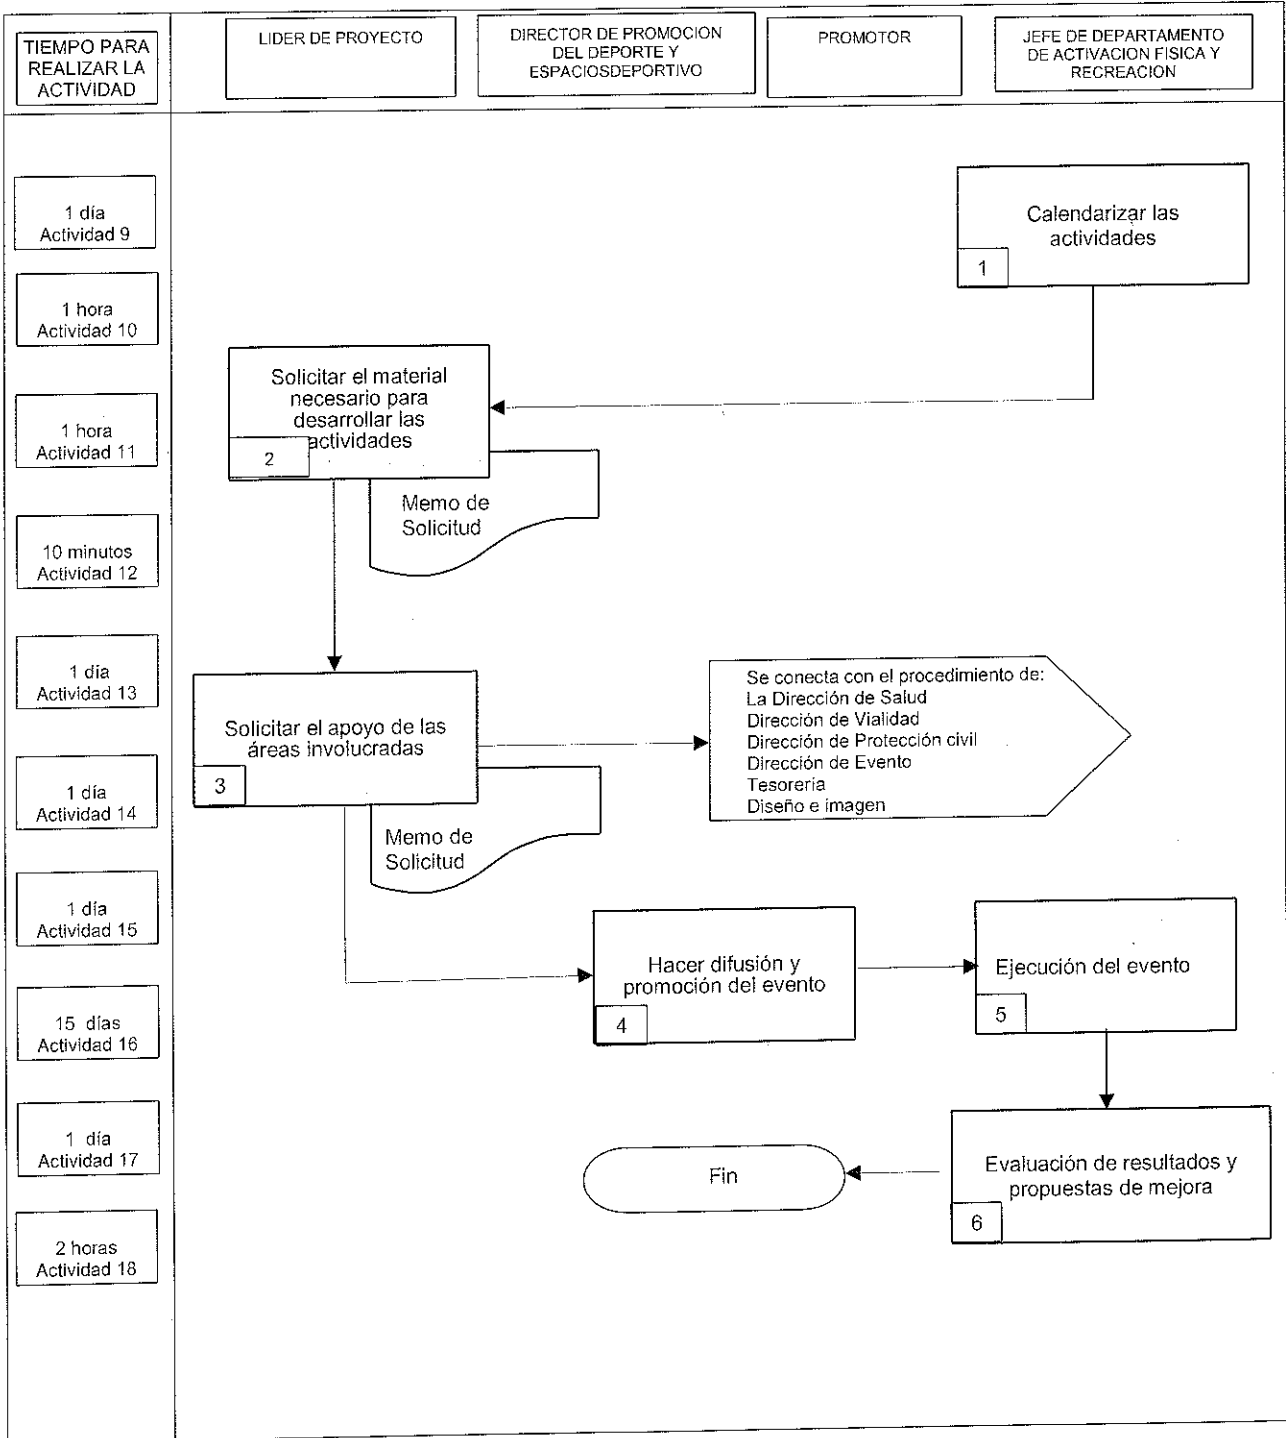 TIEMPO PARA
REALIZAR LA
ACTIVIDAD
LIDER DE PROYECTO
DIRECTOR DE PROMOCION
DEL DEPORTE Y
ESPACIOSDEPORTIVO
PROMOTOR
JEFE DE DEPARTAMENTO
DE ACTIVACION FISICA Y
RECREACION
1 día
Actividad 9
1 hora
Actividad 10
1 hora
Actividad 11
10 minutos
Actividad 12
1 día
Actividad 13
1 día
Actividad 14
1 día
Actividad 15
15 días
Actividad 16
1 día
Actividad 17
2 horas
Actividad 18
Calendarizar las
actividades
1
Solicitar el material
necesario para
desarrollar las
actividades
2
Memo de
Solicitud
Solicitar el apoyo de las
áreas involucradas
3
Memo de
Solicitud
Se conecta con el procedimiento de:
La Dirección de Salud
Dirección de Vialidad
Dirección de Protección civil
Dirección de Evento
Tesoreria
Diseño e imagen
Hacer difusión y
promoción del evento
4
Ejecución del evento
5
Evaluación de resultados y
propuestas de mejora
6
Fin